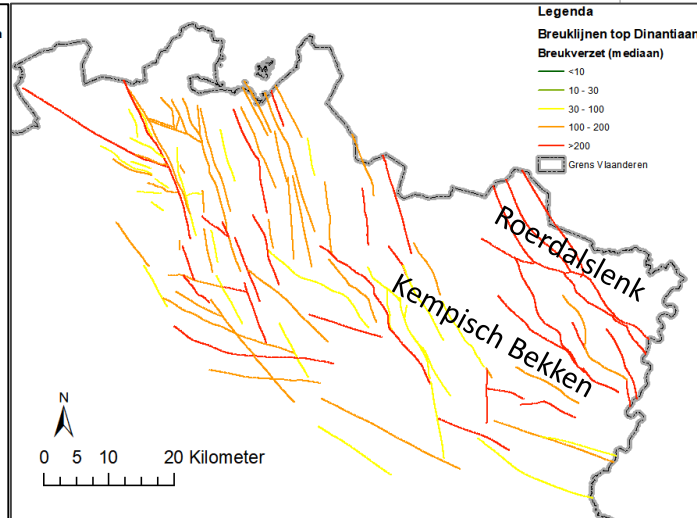 Legenda
Breuklijnen top Dinantiaan
Breukverzet (mediaan)
<10
10 - 30
30 - 100
100 - 200
>200
Grens Vlaanderen
Roerdalslenk
Kempisch Bekken
N
0 5 10 20 Kilometer